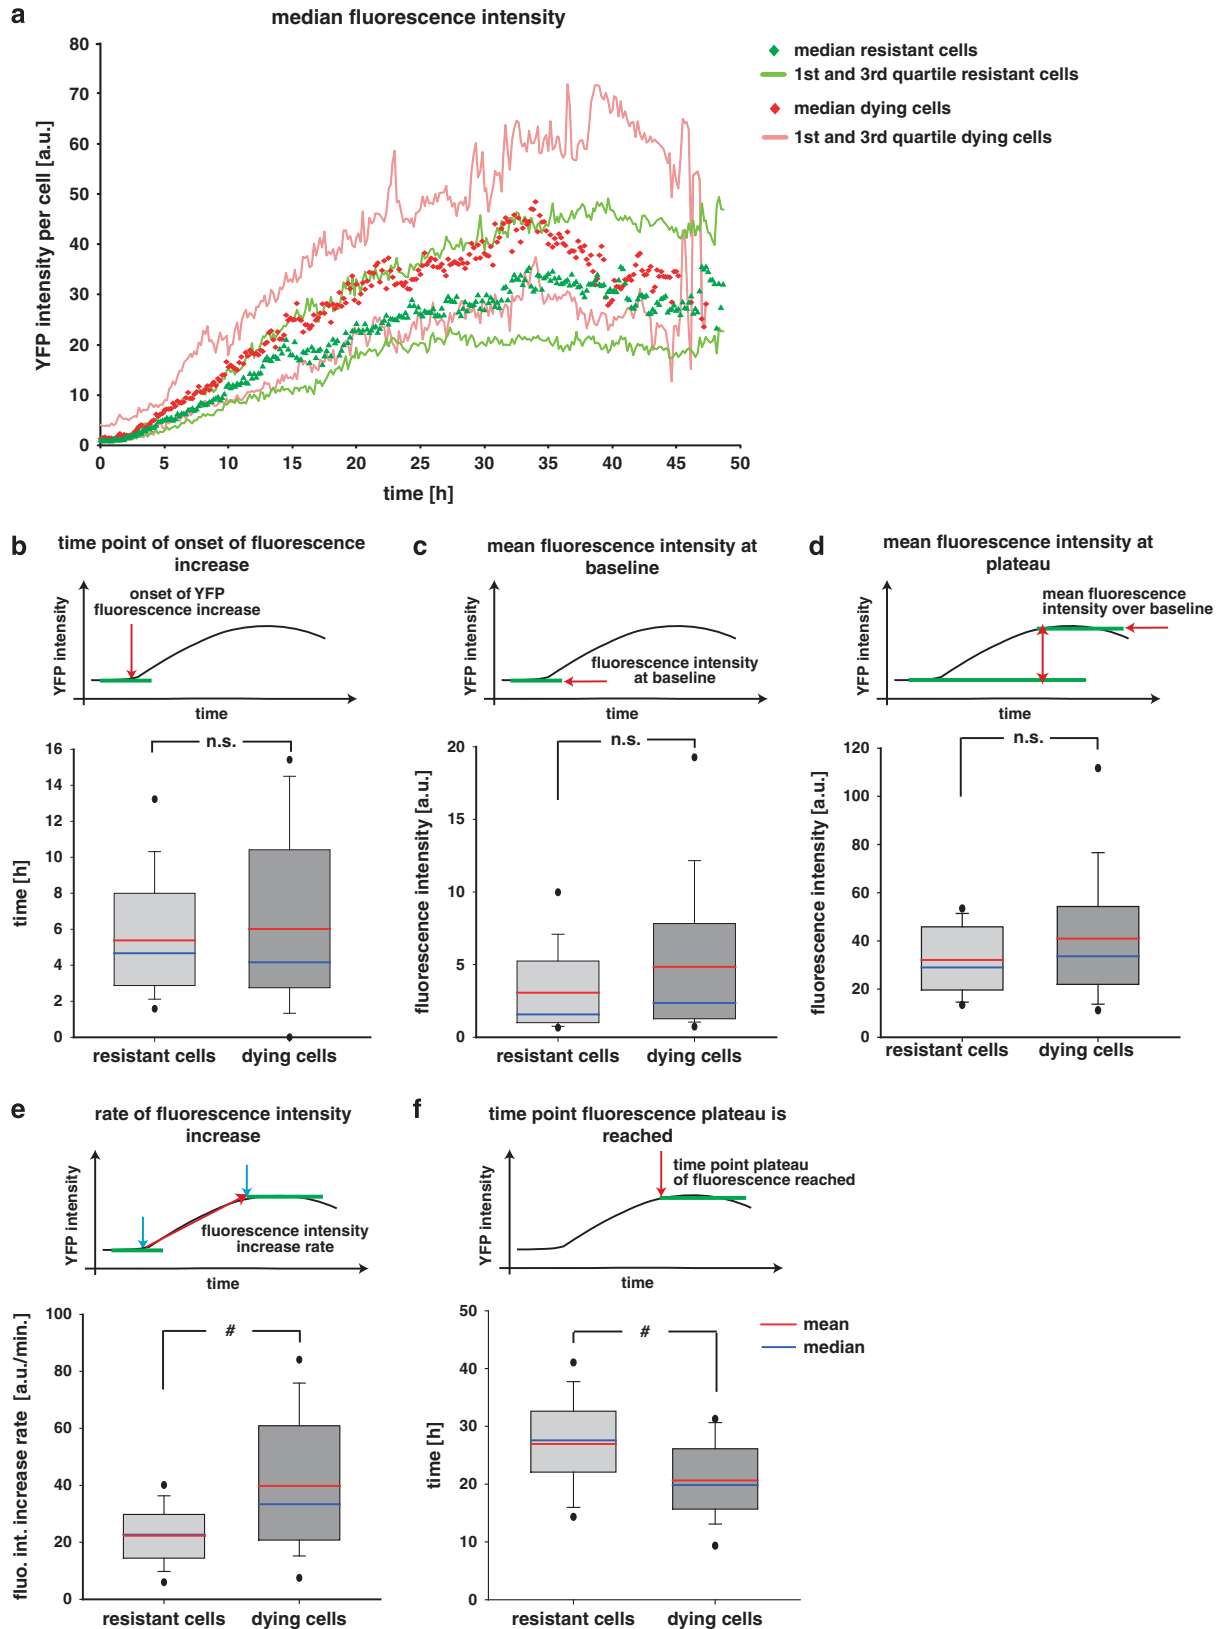 a
median fluorescence intensity
80
70
60
50
40
30
20
10
0
YFP intensity per cell [a.u.]
0 5 10 15 20 25 30 35 40 45 50
time [h]
median resistant cells
1st and 3rd quartile resistant cells
median dying cells
1st and 3rd quartile dying cells
b
time point of onset of fluorescence
increase
YFP intensity
onset of YFP
fluorescence increase
time
n.s.
16
14
12
10
8
6
4
2
0
time [h]
resistant cells dying cells
c
mean fluorescence intensity at
baseline
YFP intensity
fluorescence intensity
at baseline
time
n.s.
20
15
10
5
0
fluorescence intensity [a.u.]
resistant cells dying cells
d
mean fluorescence intensity at
plateau
YFP intensity
mean fluorescence
intensity over baseline
time
n.s.
120
100
80
60
40
20
0
fluorescence intensity [a.u.]
resistant cells dying cells
e
rate of fluorescence intensity
increase
YFP intensity
fluorescence intensity
increase rate
time
#
100
80
60
40
20
0
fluo. int. increase rate [a.u./min.]
resistant cells dying cells
f
time point fluorescence plateau is
reached
YFP intensity
time point plateau
of fluorescence reached
time
#
50
40
30
20
10
0
time [h]
resistant cells dying cells
mean
median